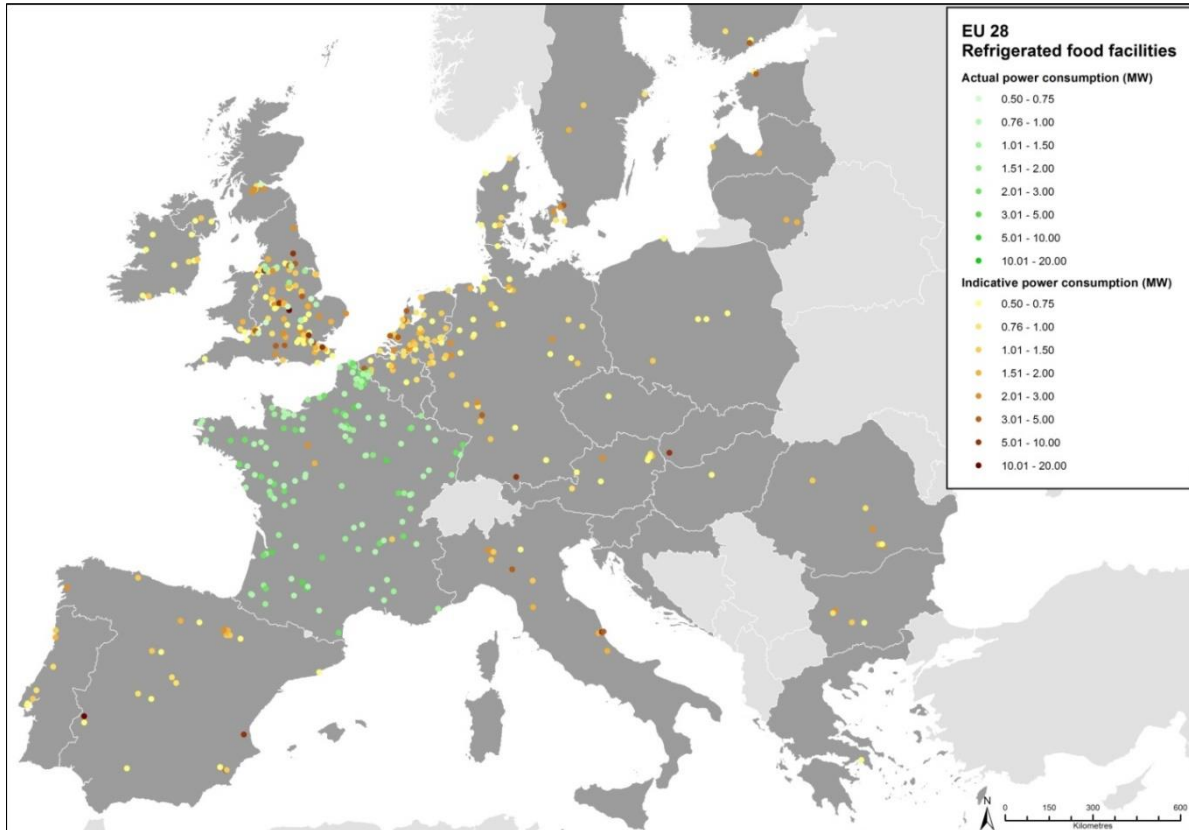 EU 28
Refrigerated food facilities
Actual power consumption (MW)
0.50 - 0.75
0.76 - 1.00
1.01 - 1.50
1.51 - 2.00
2.01 - 3.00
3.01 - 5.00
5.01 - 10.00
10.01 - 20.00
Indicative power consumption (MW)
0.50 - 0.75
0.76 - 1.00
1.01 - 1.50
1.51 - 2.00
2.01 - 3.00
3.01 - 5.00
5.01 - 10.00
10.01 - 20.00
N
0 150 300 450 600
Kilometres